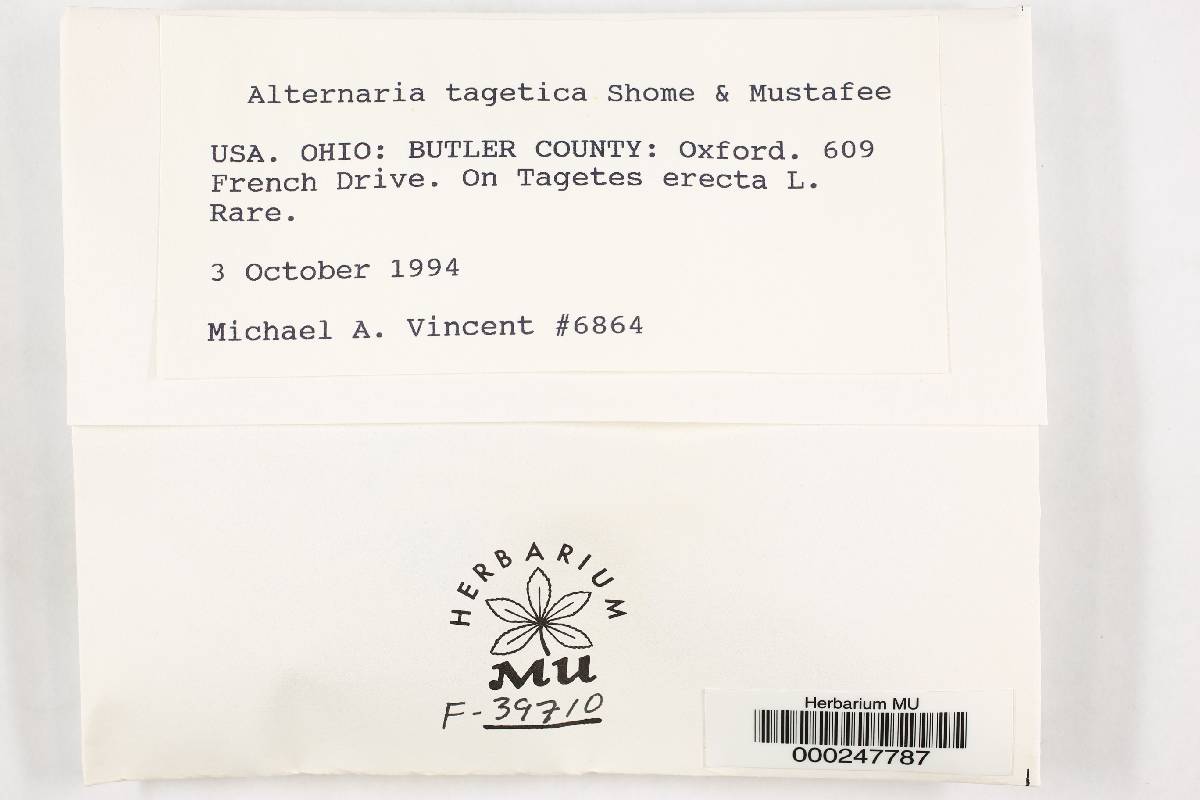 Alternaria tagetica Shome & Mustafee
USA. OHIO: BUTLER COUNTY: Oxford. 609
French Drive. On Tagetes erecta L.
Rare.
3 October 1994
Michael A. Vincent #6864
HERBARIUM
MU
F-39710
Herbarium MU
000247787